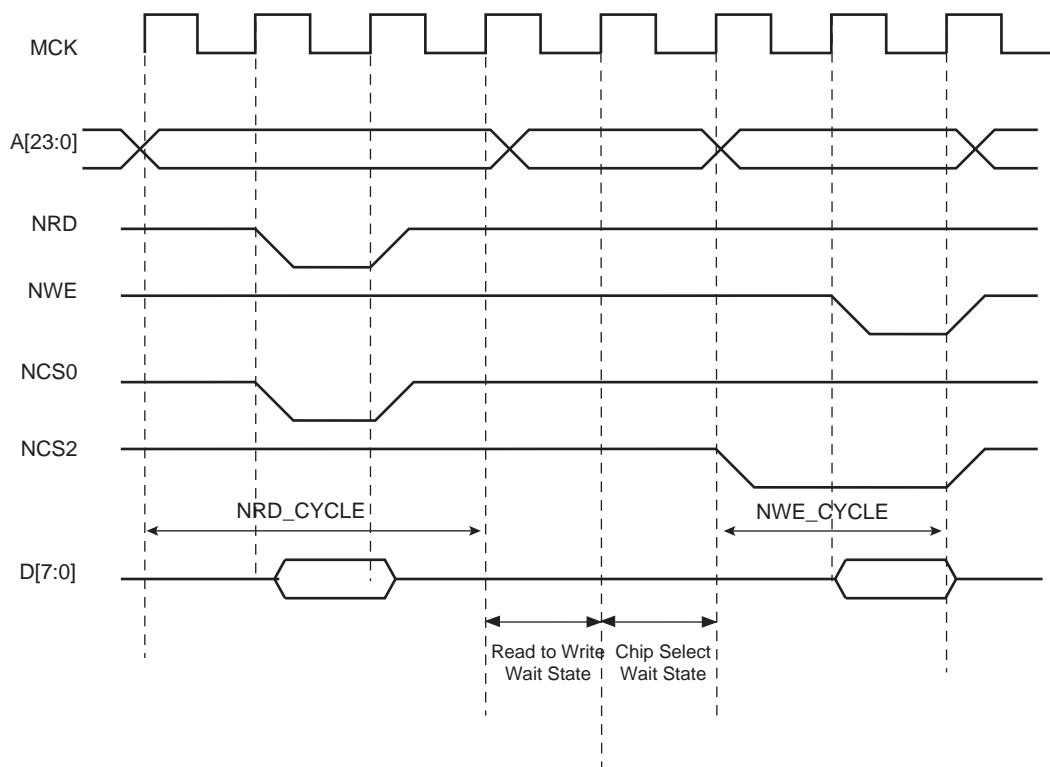 MCK
A[23:0]
NRD
NWE
NCS0
NCS2
NRD_CYCLE
NWE_CYCLE
D[7:0]
Read to Write
Wait State
Chip Select
Wait State